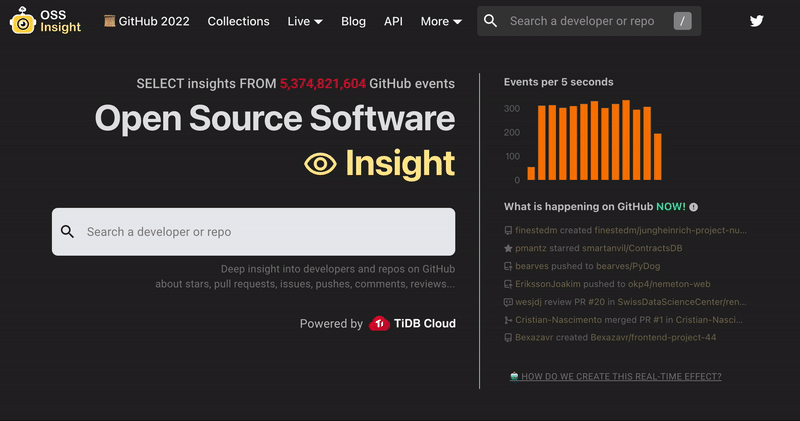 OSS
Insight
GitHub 2022
Collections
Live
Blog
API
More
Search a developer or repo
/
SELECT insights FROM 5,374,821,604 GitHub events
Open Source Software
Insight
Search a developer or repo
Deep insight into developers and repos on GitHub
about stars, pull requests, issues, pushes, comments, reviews...
Powered by TiDB Cloud
Events per 5 seconds
300
200
100
0
What is happening on GitHub NOW!
finestedm created finestedm/jungheinrich-project-nu...
pmantz starred smartanvil/ContractsDB
bearves pushed to bearves/PyDog
ErikssonJoakim pushed to okp4/nemeton-web
wesjdj review PR #20 in SwissDataScienceCenter/ren...
Cristian-Nascimento merged PR #1 in Cristian-Nasci...
Bexazavr created Bexazavr/frontend-project-44
HOW DO WE CREATE THIS REAL-TIME EFFECT?